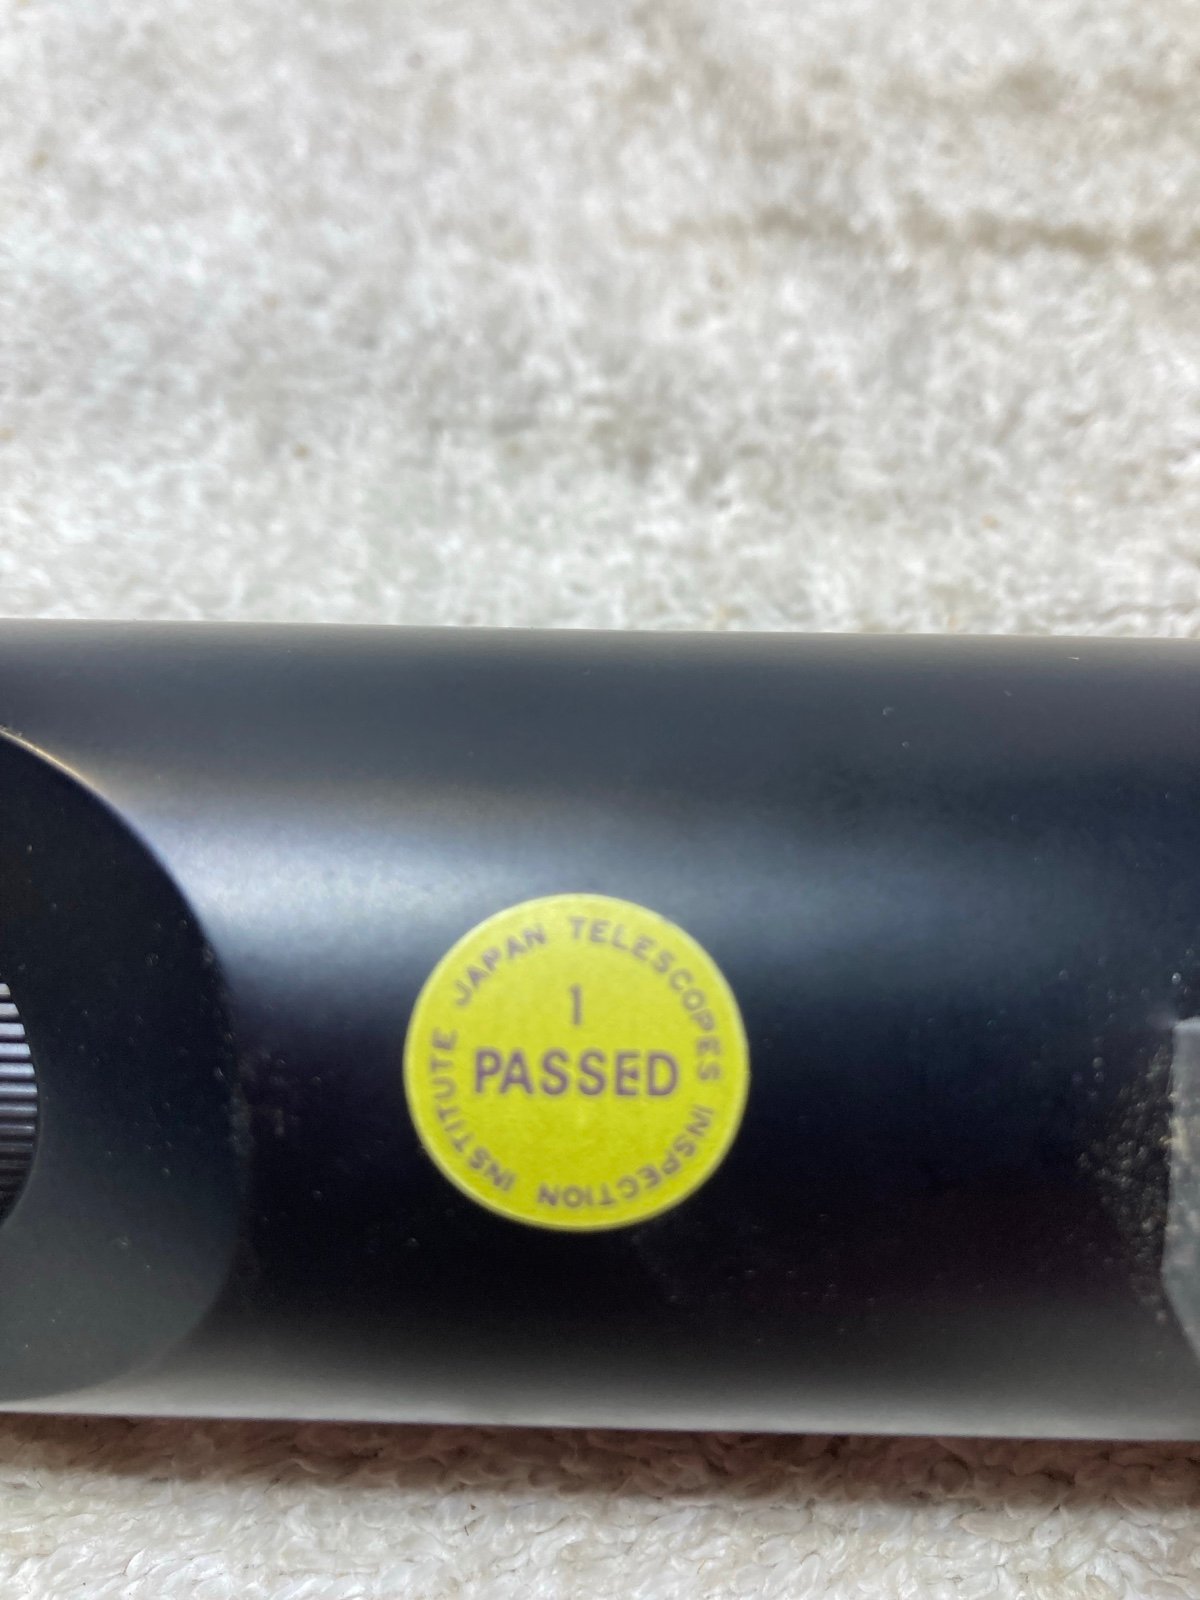 JAPAN TELESCOPES INSPECTION INSTITUTE
1
PASSED